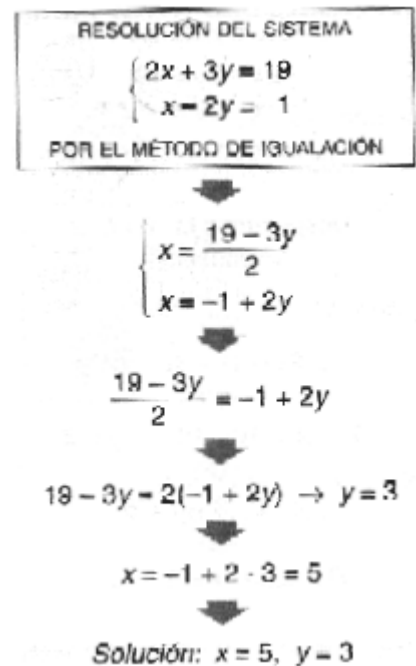 RESOLUCIÓN DEL SISTEMA
2x + 3y = 19
x − 2y = 1
POR EL MÉTODO DE IGUALACIÓN
x = (19 − 3y)/2
x = −1 + 2y
(19 − 3y)/2 = −1 + 2y
19 − 3y = 2(−1 + 2y) → y = 3
x = −1 + 2 · 3 = 5
Solución: x = 5, y = 3